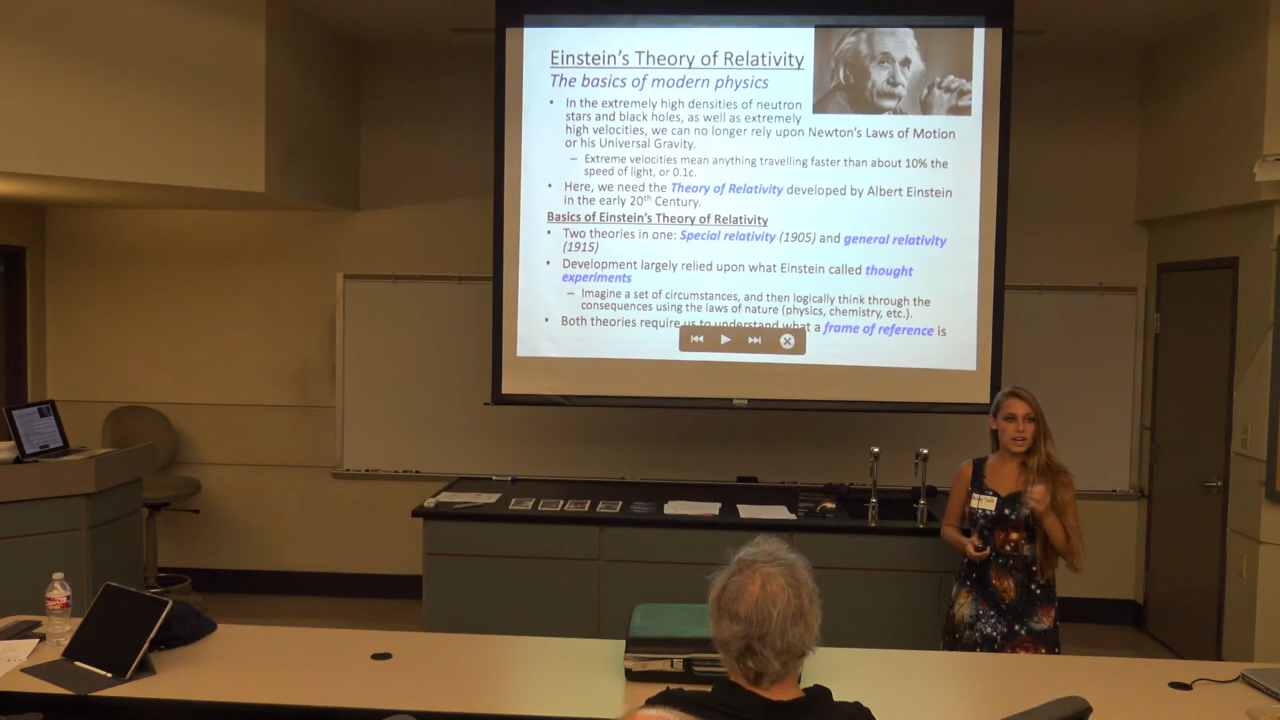 Einstein's Theory of Relativity
The basics of modern physics
• In the extremely high densities of neutron
stars and black holes, as well as extremely
high velocities, we can no longer rely upon Newton's Laws of Motion
or his Universal Gravity.
– Extreme velocities mean anything travelling faster than about 10% the
speed of light, or 0.1c.
• Here, we need the Theory of Relativity developed by Albert Einstein
in the early 20th Century.
Basics of Einstein's Theory of Relativity
• Two theories in one: Special relativity (1905) and general relativity
(1915)
• Development largely relied upon what Einstein called thought
experiments
– Imagine a set of circumstances, and then logically think through the
consequences using the laws of nature (physics, chemistry, etc.).
• Both theories require us to understand what a frame of reference is